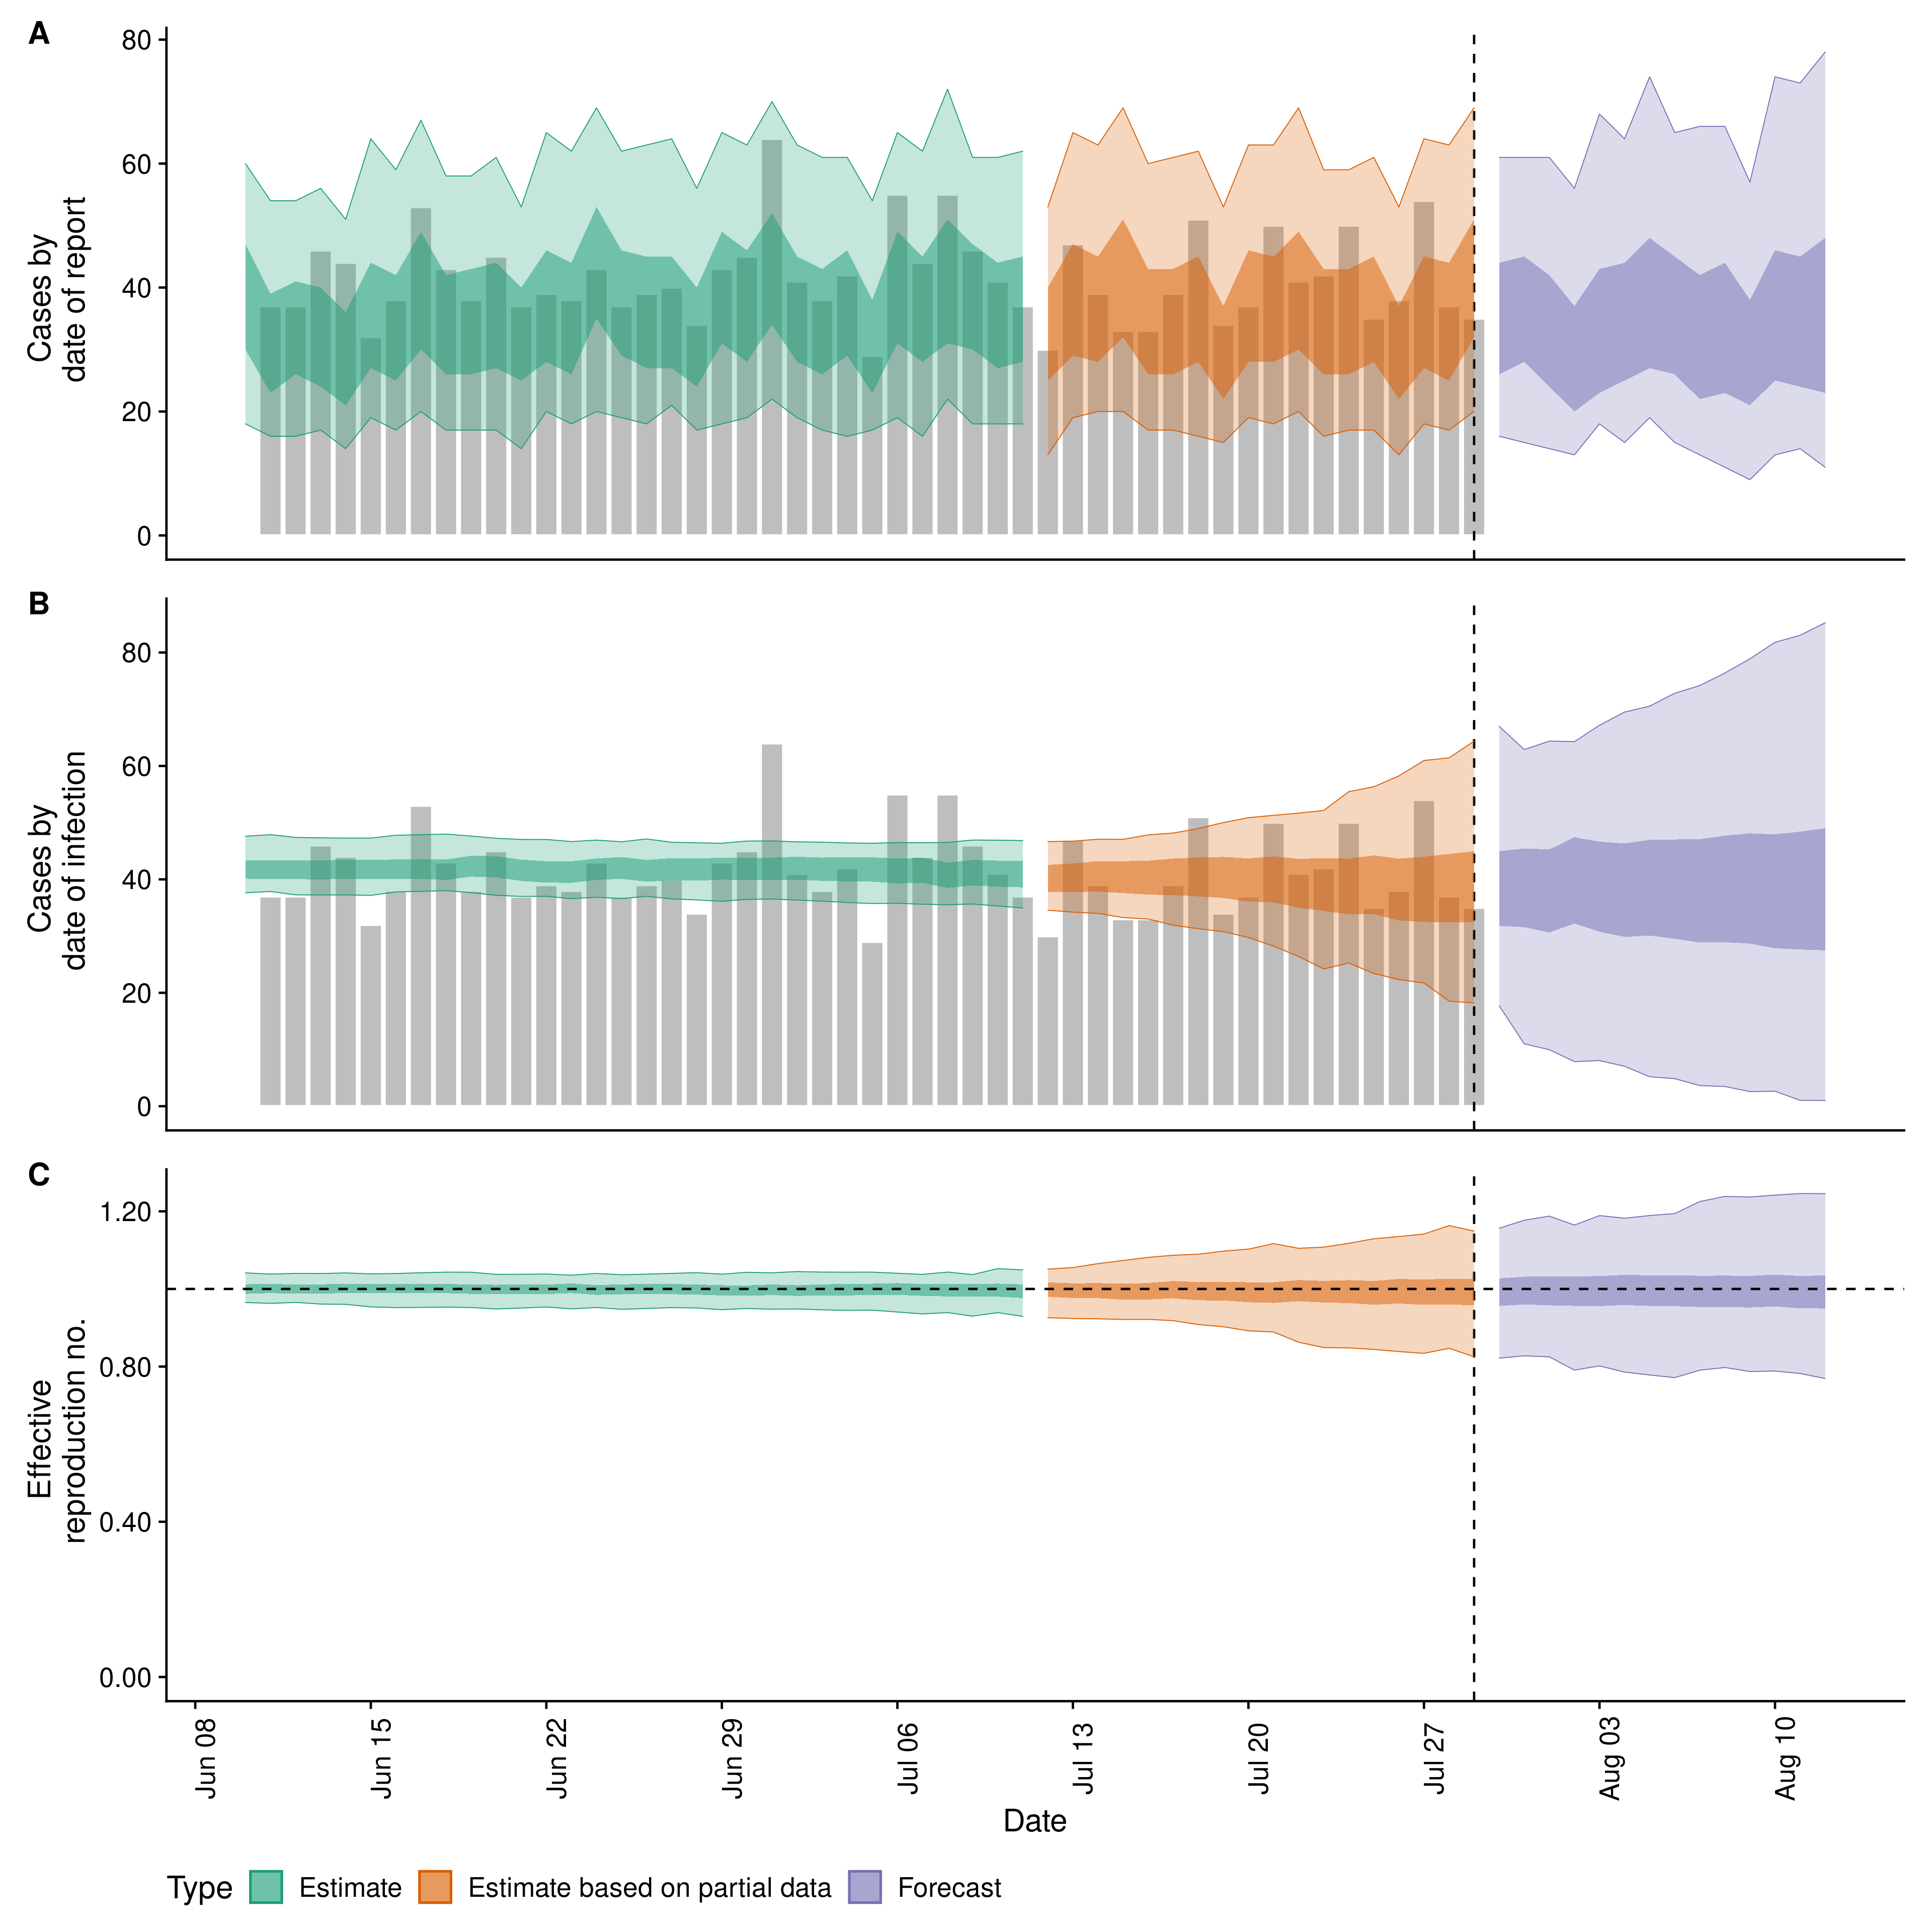 A
80
60
40
20
0
Cases by
date of report
B
80
60
40
20
0
Cases by
date of infection
C
1.20
0.80
0.40
0.00
Effective
reproduction no.
Jun 08
Jun 15
Jun 22
Jun 29
Jul 06
Jul 13
Jul 20
Jul 27
Aug 03
Aug 10
Date
Type Estimate Estimate based on partial data Forecast